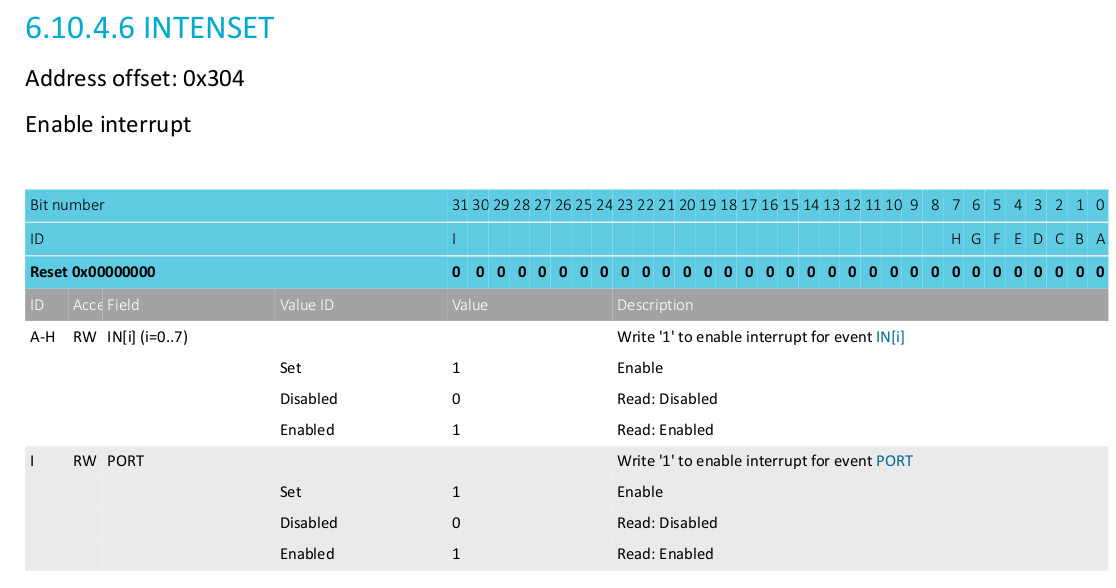 6.10.4.6 INTENSET
Address offset: 0x304
Enable interrupt
Bit number 31 30 29 28 27 26 25 24 23 22 21 20 19 18 17 16 15 14 13 12 11 10 9 8 7 6 5 4 3 2 1 0
ID I H G F E D C B A
Reset 0x00000000 0 0 0 0 0 0 0 0 0 0 0 0 0 0 0 0 0 0 0 0 0 0 0 0 0 0 0 0 0 0 0 0
ID Acce Field Value ID Value Description
A-H RW IN[i] (i=0..7) Write '1' to enable interrupt for event IN[i]
Set 1 Enable
Disabled 0 Read: Disabled
Enabled 1 Read: Enabled
I RW PORT Write '1' to enable interrupt for event PORT
Set 1 Enable
Disabled 0 Read: Disabled
Enabled 1 Read: Enabled